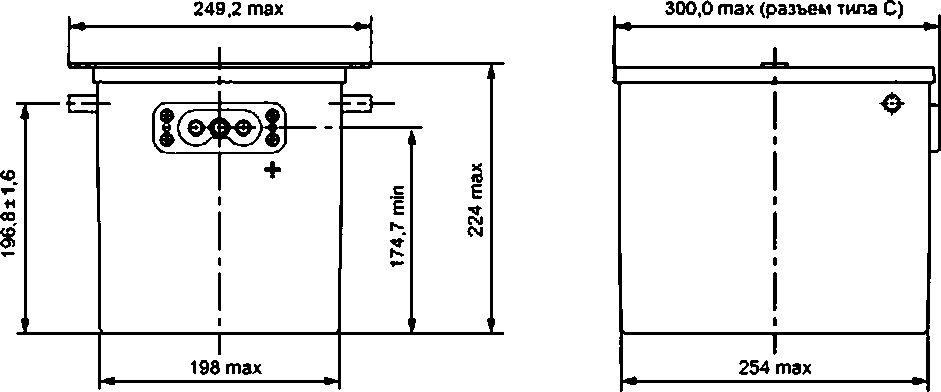 249,2 max
300,0 max (разъем типа С)
196,8±1,6
174,7 min
224 max
+
198 max
254 max